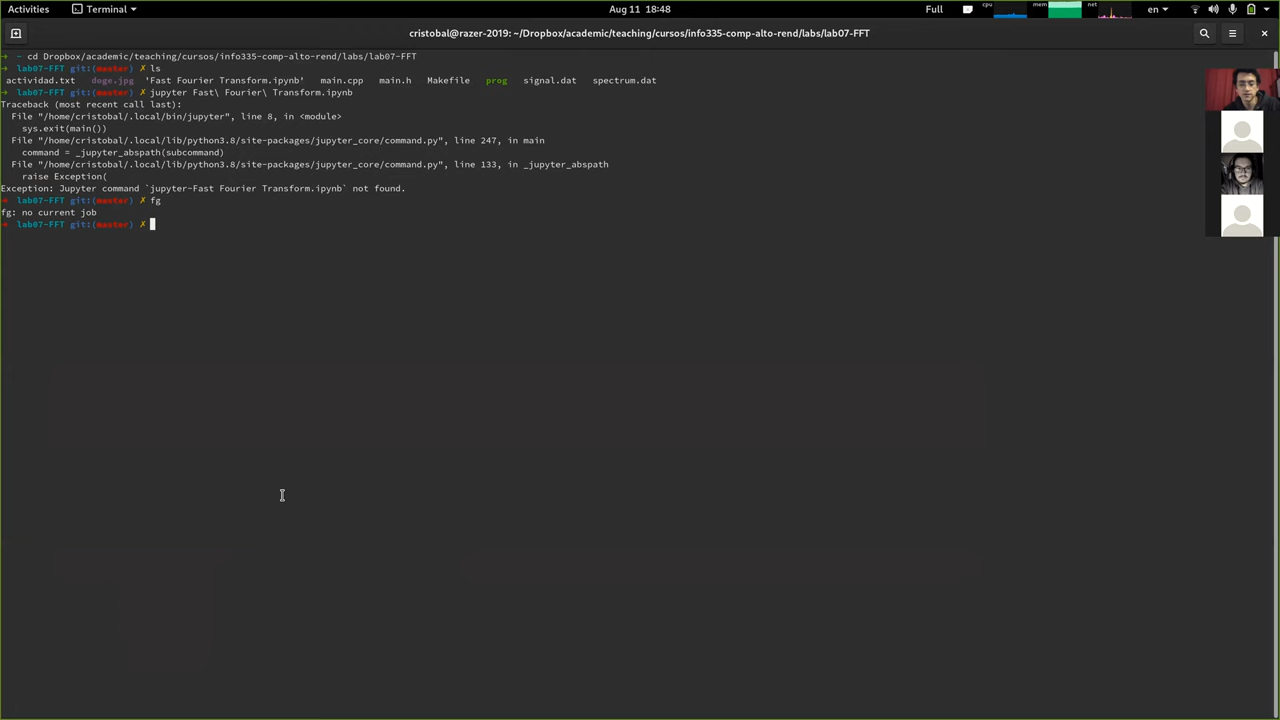 Activities Terminal Aug 11 18:48 Full cpu mem net en
cristobal@razer-2019: ~/Dropbox/academic/teaching/cursos/info335-comp-alto-rend/labs/lab07-FFT
➜ ~ cd Dropbox/academic/teaching/cursos/info335-comp-alto-rend/labs/lab07-FFT
➜ lab07-FFT git:(master) ✗ ls
actividad.txt doge.jpg 'Fast Fourier Transform.ipynb' main.cpp main.h Makefile prog signal.dat spectrum.dat
➜ lab07-FFT git:(master) ✗ jupyter Fast\ Fourier\ Transform.ipynb
Traceback (most recent call last):
File "/home/cristobal/.local/bin/jupyter", line 8, in <module>
sys.exit(main())
File "/home/cristobal/.local/lib/python3.8/site-packages/jupyter_core/command.py", line 247, in main
command = _jupyter_abspath(subcommand)
File "/home/cristobal/.local/lib/python3.8/site-packages/jupyter_core/command.py", line 133, in _jupyter_abspath
raise Exception(
Exception: Jupyter command `jupyter-Fast Fourier Transform.ipynb` not found.
➜ lab07-FFT git:(master) ✗ fg
fg: no current job
➜ lab07-FFT git:(master) ✗